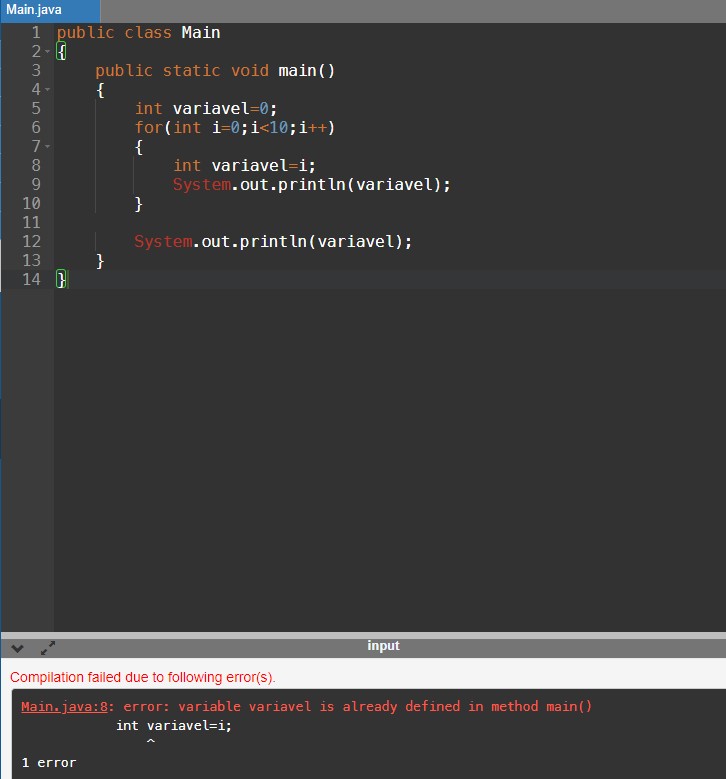 Main.java
1 public class Main
2 {
3 public static void main()
4 {
5 int variavel=0;
6 for(int i=0;i<10;i++)
7 {
8 int variavel=i;
9 System.out.println(variavel);
10 }
11
12 System.out.println(variavel);
13 }
14 }
input
Compilation failed due to following error(s).
Main.java:8: error: variable variavel is already defined in method main()
int variavel=i;
^
1 error